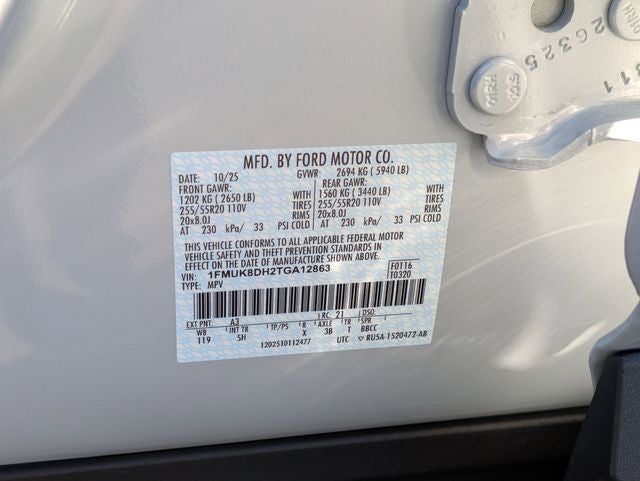 26325
811
MFD. BY FORD MOTOR CO.
DATE: 10/25 GVWR: 2694 KG ( 5940 LB)
FRONT GAWR: REAR GAWR:
1202 KG ( 2650 LB) WITH 1560 KG ( 3440 LB) WITH
255/55R20 110V TIRES 255/55R20 110V TIRES
20x8.0J RIMS 20x8.0J RIMS
AT 230 kPa/ 33 PSI COLD AT 230 kPa/ 33 PSI COLD
THIS VEHICLE CONFORMS TO ALL APPLICABLE FEDERAL MOTOR
VEHICLE SAFETY AND THEFT PREVENTION STANDARDS IN
EFFECT ON THE DATE OF MANUFACTURE SHOWN ABOVE.
VIN: 1FMUK8DH2TGA12863 F0116
TYPE: MPV T0320
EXT PNT: A3 RC: 21 DSO:
WB INT TR TP/PS R AXLE TR SPR
119 SH X 3B T BBCC
1202510112477 UTC ▽ RU5A-1520472-AB